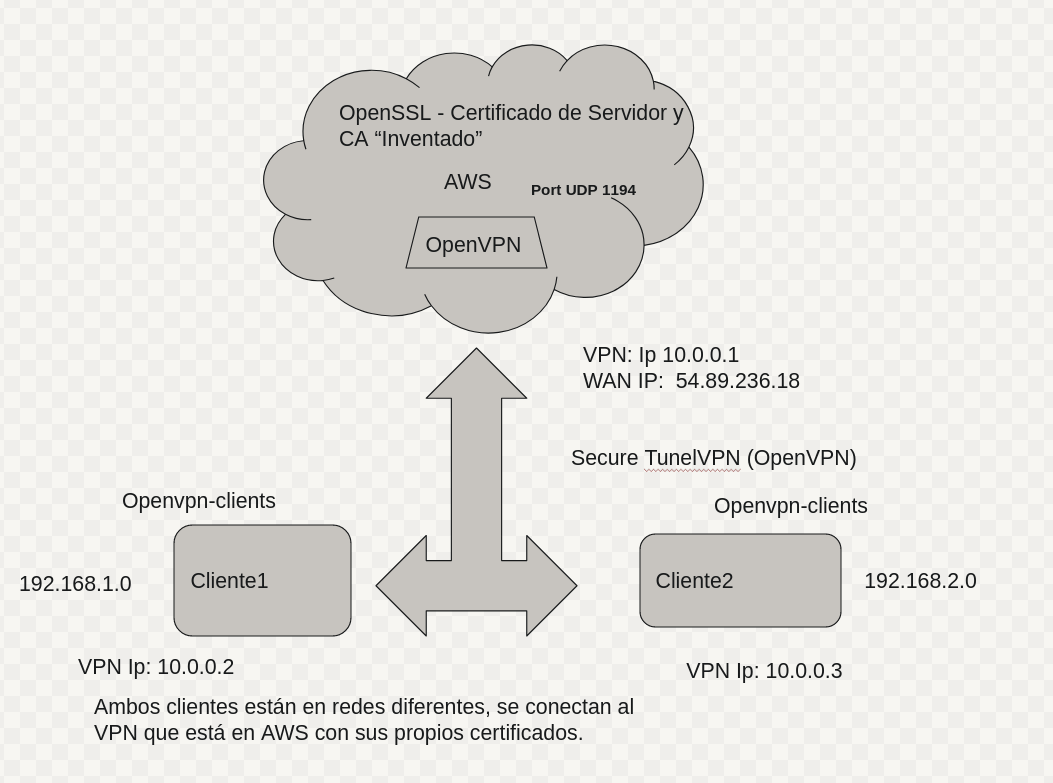 OpenSSL - Certificado de Servidor y
CA “Inventado”
AWS
Port UDP 1194
OpenVPN
VPN: Ip 10.0.0.1
WAN IP:  54.89.236.18
Secure TunelVPN (OpenVPN)
Openvpn-clients
Openvpn-clients
192.168.1.0
Cliente1
Cliente2
192.168.2.0
VPN Ip: 10.0.0.2
VPN Ip: 10.0.0.3
Ambos clientes están en redes diferentes, se conectan al
VPN que está en AWS con sus propios certificados.